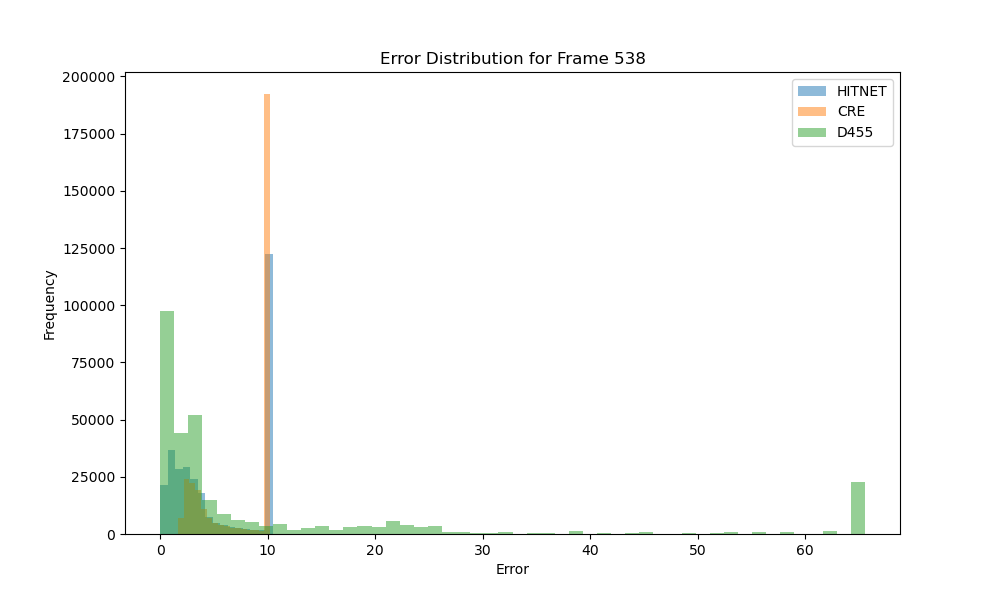 Error Distribution for Frame 538
HITNET
CRE
D455
Frequency
200000
175000
150000
125000
100000
75000
50000
25000
0
0 10 20 30 40 50 60
Error